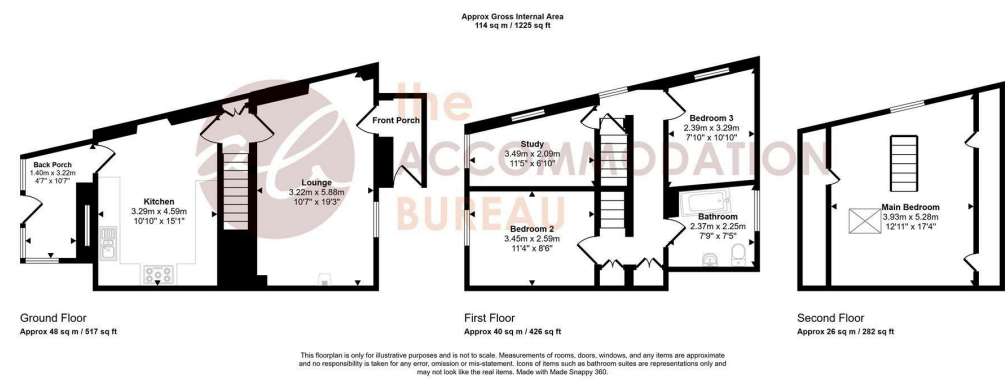 Approx Gross Internal Area
114 sq m / 1225 sq ft
the
ACCOMMODATION
BUREAU
Back Porch
1.40m x 3.22m
4'7" x 10'7"
Kitchen
3.29m x 4.59m
10'10" x 15'1"
Lounge
3.22m x 5.88m
10'7" x 19'3"
Front Porch
Study
3.49m x 2.09m
11'5" x 6'10"
Bedroom 3
2.39m x 3.29m
7'10" x 10'10"
Bedroom 2
3.45m x 2.59m
11'4" x 8'6"
Bathroom
2.37m x 2.25m
7'9" x 7'5"
Main Bedroom
3.93m x 5.28m
12'11" x 17'4"
Ground Floor
Approx 48 sq m / 517 sq ft
First Floor
Approx 40 sq m / 426 sq ft
Second Floor
Approx 26 sq m / 282 sq ft
This floorplan is only for illustrative purposes and is not to scale. Measurements of rooms, doors, windows, and any items are approximate
and no responsibility is taken for any error, omission or mis-statement. Icons of items such as bathroom suites are representations only and
may not look like the real items. Made with Made Snappy 360.